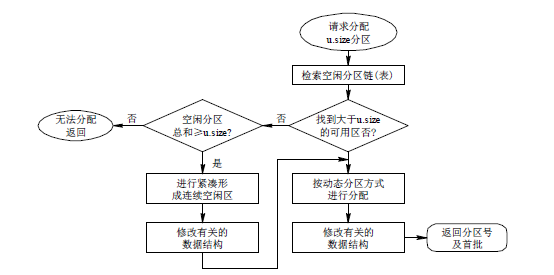 请求分配
u.size分区
检索空闲分区链(表)
找到大于u.size
的可用区否?
否
空闲分区
总和≥u.size?
否
无法分配
返回
是
进行紧凑形
成连续空闲区
修改有关的
数据结构
按动态分区方式
进行分配
修改有关的
数据结构
返回分区号
及首批